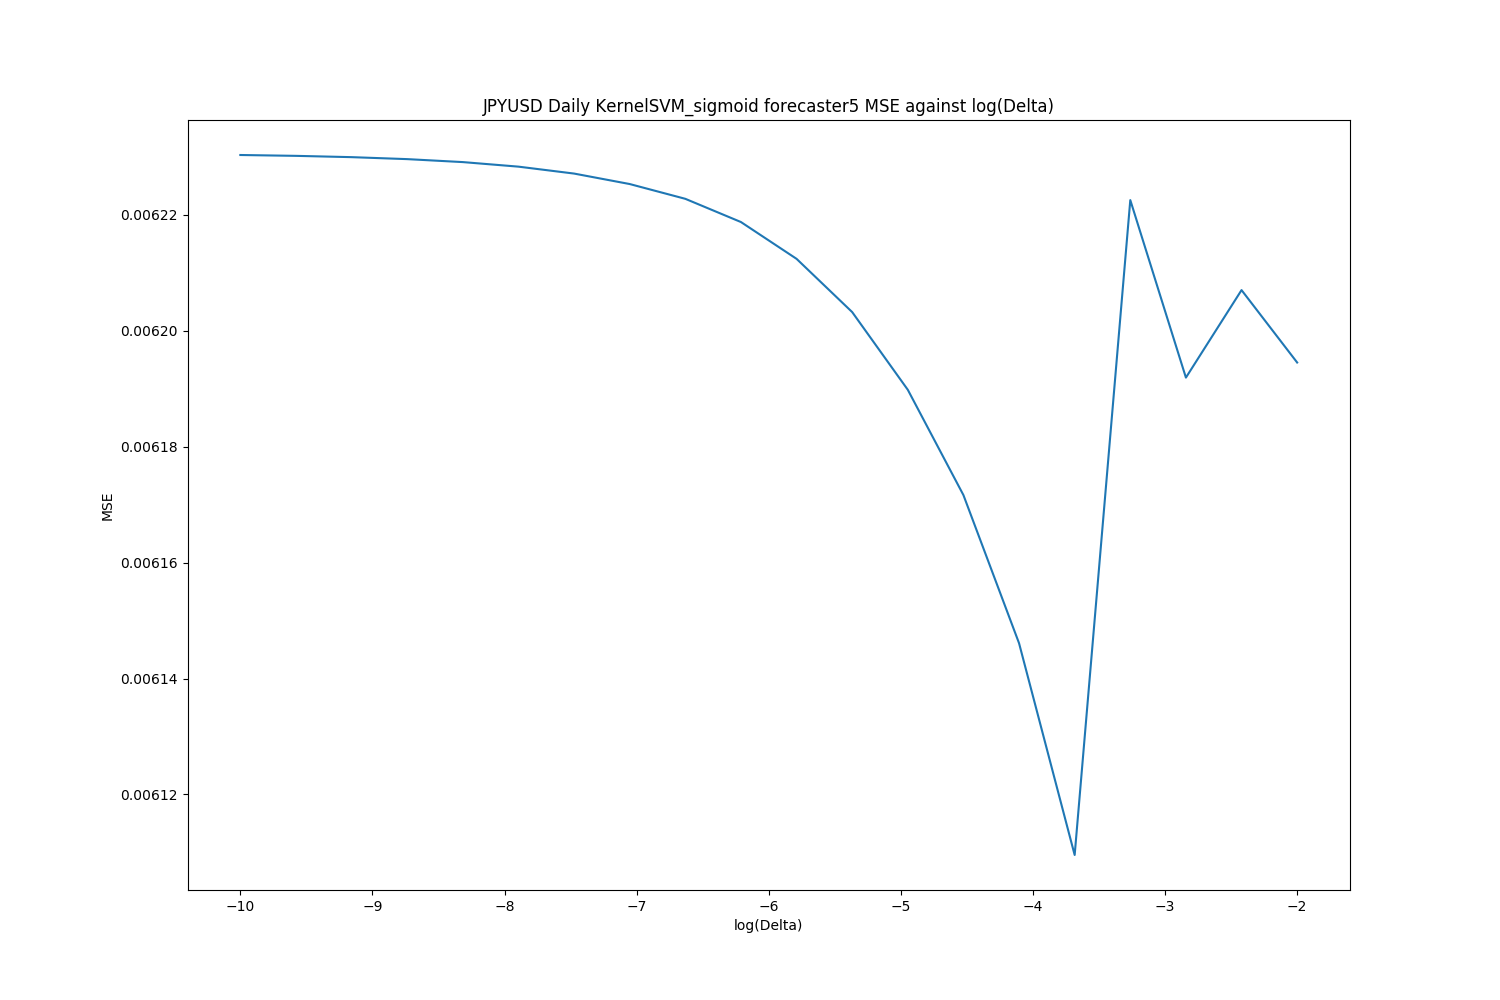 JPYUSD Daily KernelSVM_sigmoid forecaster5 MSE against log(Delta)
0.00622
0.00620
0.00618
0.00616
0.00614
0.00612
MSE
−10 −9 −8 −7 −6 −5 −4 −3 −2
log(Delta)